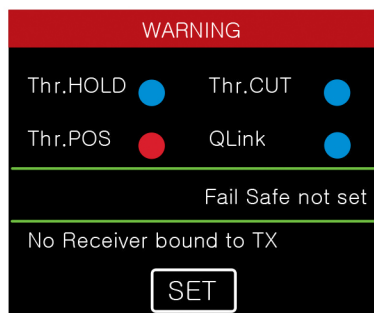 WARNING
Thr.HOLD Thr.CUT
Thr.POS QLink
Fail Safe not set
No Receiver bound to TX
SET